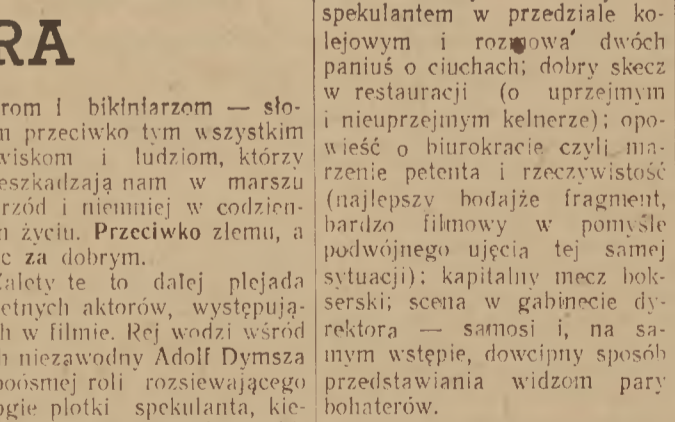 RA
rom i bikiniarzom — sło-
m przeciwko tym wszystkim
wiskom i ludziom, którzy
eszkadzają nam w marszu
rzód i niemniej w codzien-
n życiu. Przeciwko złemu, a
c za dobrym.
Zalety te to dalej plejada
etnych aktorów, występują-
h w filmie. Rej wodzi wśród
h niezawodny Adolf Dymsza
poósmej roli rozsiewającego
ogie plotki spekulanta, kie-
spekulantem w przedziale ko-
lejowym i rozmowa dwóch
paniuś o ciuchach; dobry skecz
w restauracji (o uprzejmym
i nieuprzejmym kelnerze); opo-
wieść o biurokracie czyli ma-
rzenie petenta i rzeczywistość
(najlepszy bodajże fragment,
bardzo filmowy w pomyśle
podwójnego ujęcia tej samej
sytuacji); kapitalny mecz bok-
serski; scena w gabinecie dy-
rektora — samosi i, na sa-
mym wstępie, dowcipny sposób
przedstawiania widzom pary
bohaterów.